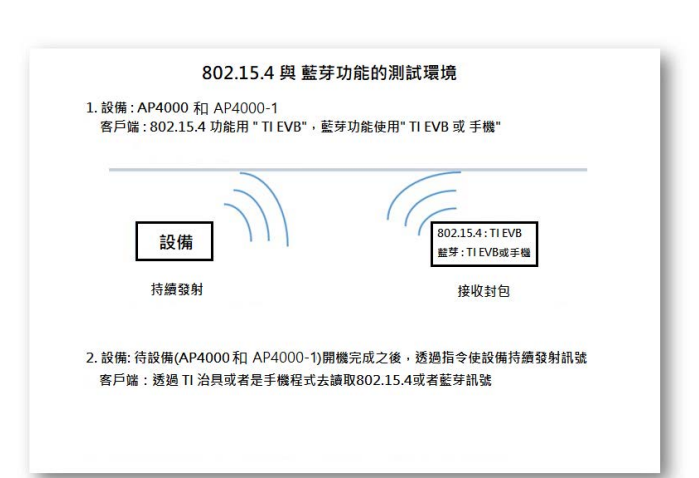 802.15.4 與 藍芽功能的測試環境
1. 設備 : AP4000 和 AP4000-1
客戶端 : 802.15.4 功能用 " TI EVB"，藍芽功能使用" TI EVB 或 手機"
設備
802.15.4 : TI EVB
藍芽 : TI EVB或手機
持續發射
接收封包
2. 設備: 待設備(AP4000 和 AP4000-1)開機完成之後，透過指令使設備持續發射訊號
客戶端：透過 TI 治具或者是手機程式去讀取802.15.4或者藍芽訊號